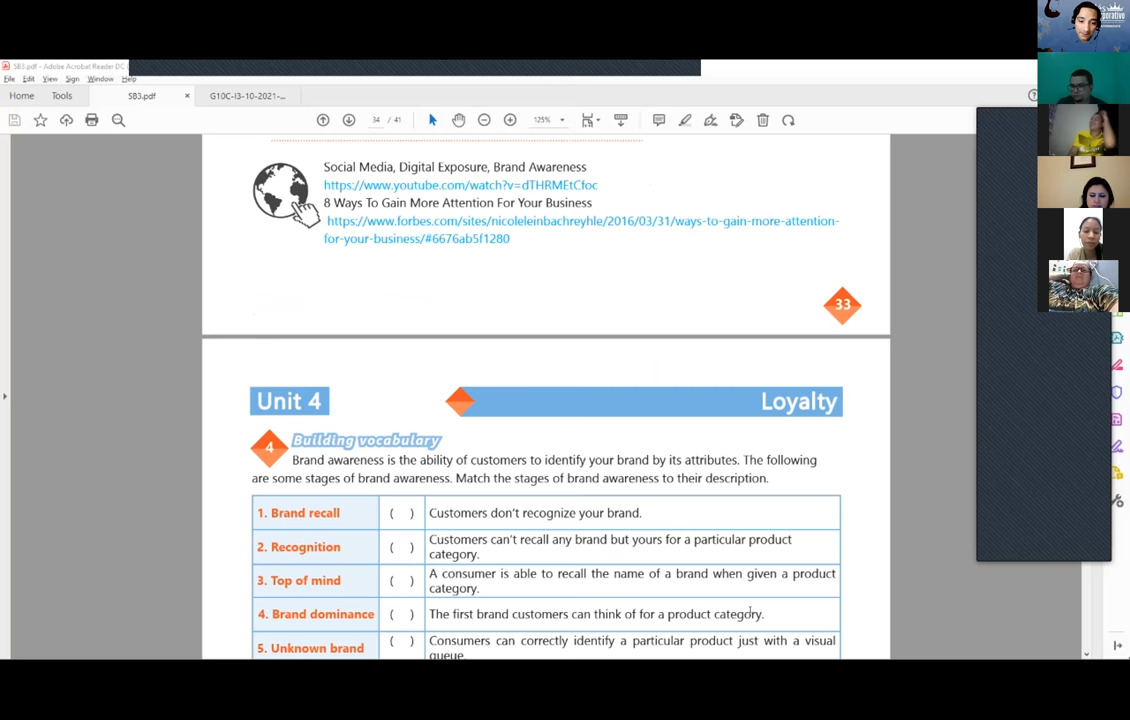 SB3.pdf - Adobe Acrobat Reader DC
File Edit View Sign Window Help
Home Tools SB3.pdf × G10C-I3-10-2021-...
34 / 41 125%
Social Media, Digital Exposure, Brand Awareness
https://www.youtube.com/watch?v=dTHRMEtCfoc
8 Ways To Gain More Attention For Your Business
https://www.forbes.com/sites/nicoleleinbachreyhle/2016/03/31/ways-to-gain-more-attention-
for-your-business/#6676ab5f1280
33
Unit 4 Loyalty
4 Building vocabulary
Brand awareness is the ability of customers to identify your brand by its attributes. The following
are some stages of brand awareness. Match the stages of brand awareness to their description.
1. Brand recall ( ) Customers don't recognize your brand.
2. Recognition ( ) Customers can't recall any brand but yours for a particular product
category.
3. Top of mind ( ) A consumer is able to recall the name of a brand when given a product
category.
4. Brand dominance ( ) The first brand customers can think of for a product category.
5. Unknown brand ( ) Consumers can correctly identify a particular product just with a visual
queue.